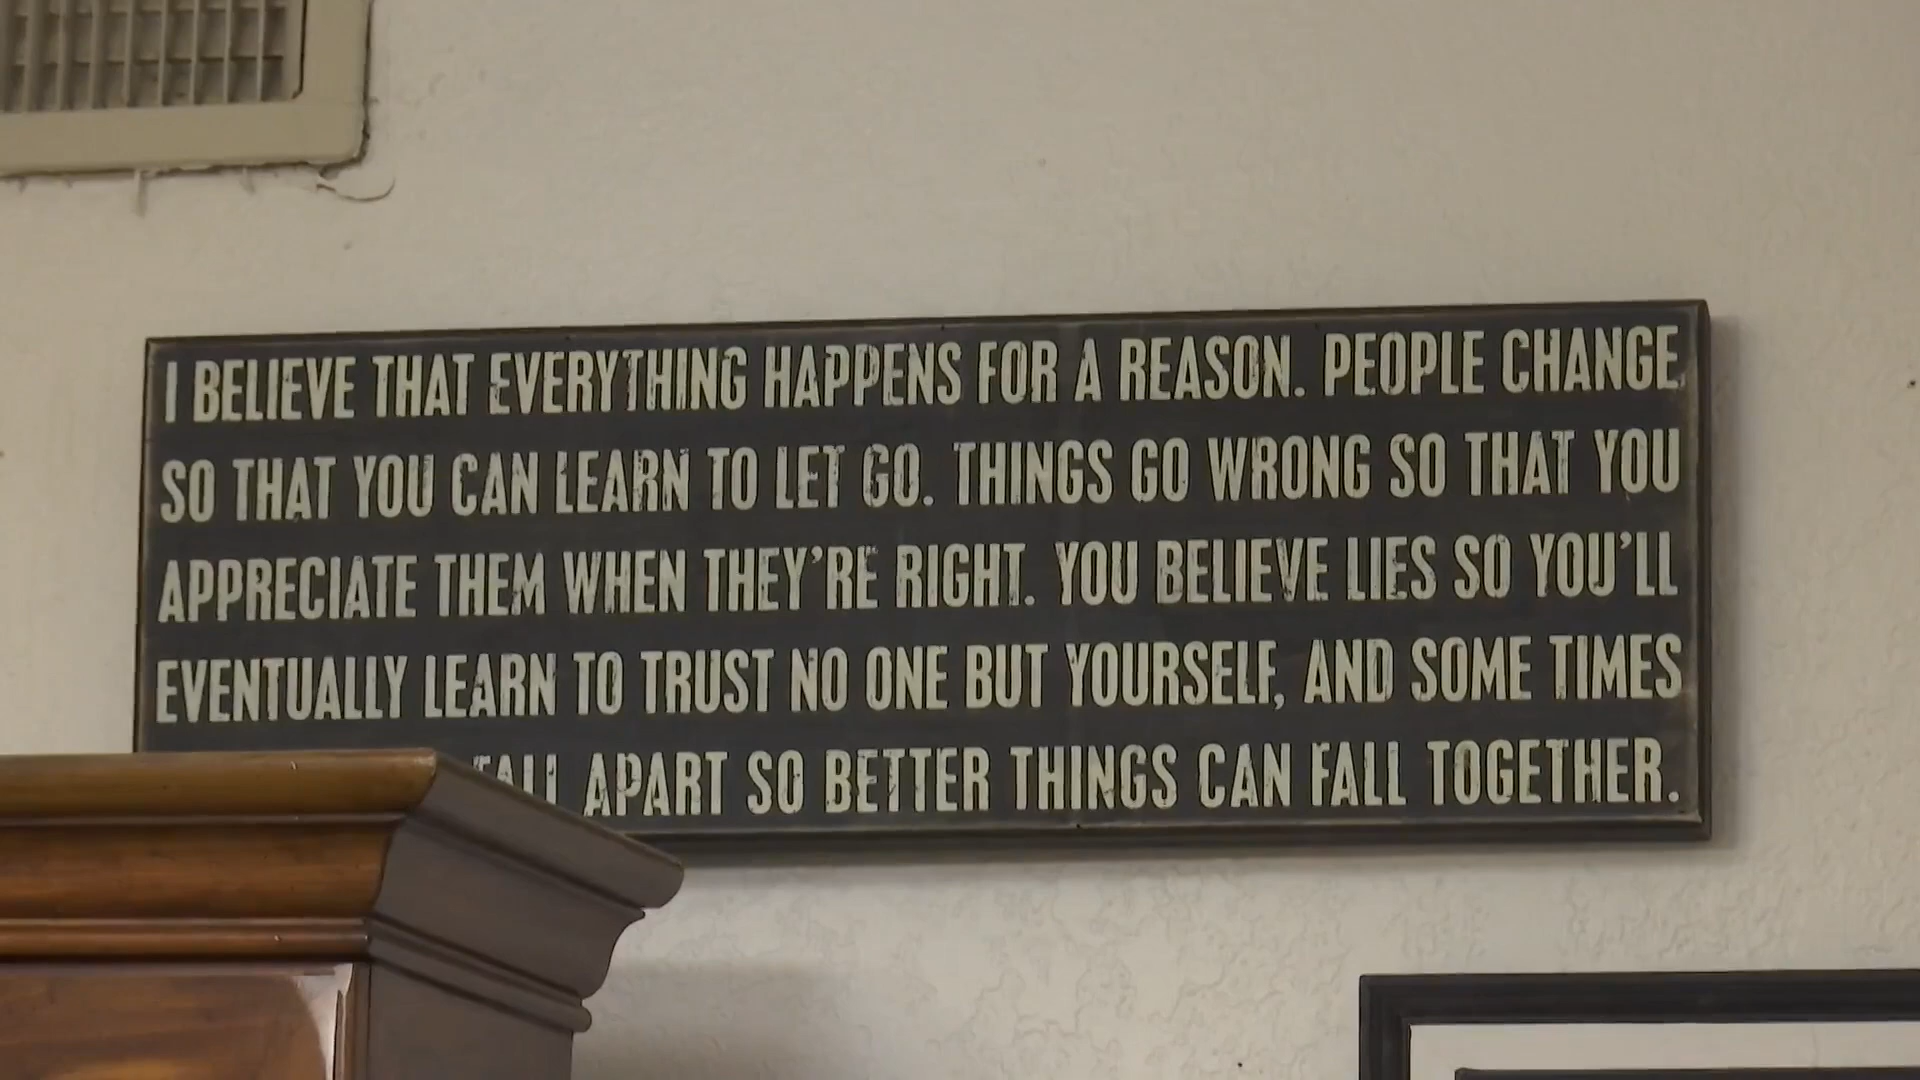 I BELIEVE THAT EVERYTHING HAPPENS FOR A REASON. PEOPLE CHANGE,
SO THAT YOU CAN LEARN TO LET GO. THINGS GO WRONG SO THAT YOU
APPRECIATE THEM WHEN THEY'RE RIGHT. YOU BELIEVE LIES SO YOU'LL
EVENTUALLY LEARN TO TRUST NO ONE BUT YOURSELF, AND SOME TIMES
FALL APART SO BETTER THINGS CAN FALL TOGETHER.